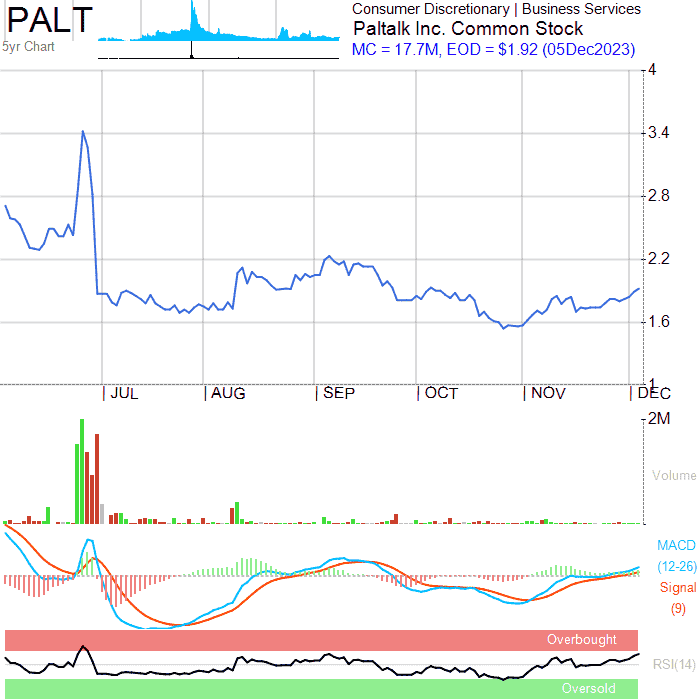 PALT
5yr Chart
Consumer Discretionary | Business Services
Paltalk Inc. Common Stock
MC = 17.7M, EOD = $1.92 (05Dec2023)
4
3.4
2.8
2.2
1.6
1
JUL AUG SEP OCT NOV DEC
2M
Volume
MACD
(12-26)
Signal
(9)
Overbought
RSI(14)
Oversold